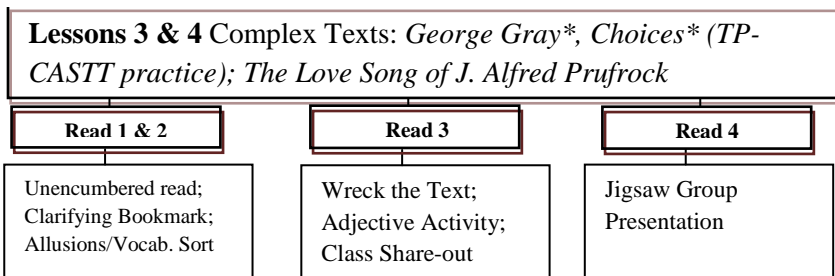 Lessons 3 & 4 Complex Texts: George Gray*, Choices* (TP-
CASTT practice); The Love Song of J. Alfred Prufrock
Read 1 & 2
Read 3
Read 4
Unencumbered read;
Clarifying Bookmark;
Allusions/Vocab. Sort
Wreck the Text;
Adjective Activity;
Class Share-out
Jigsaw Group
Presentation